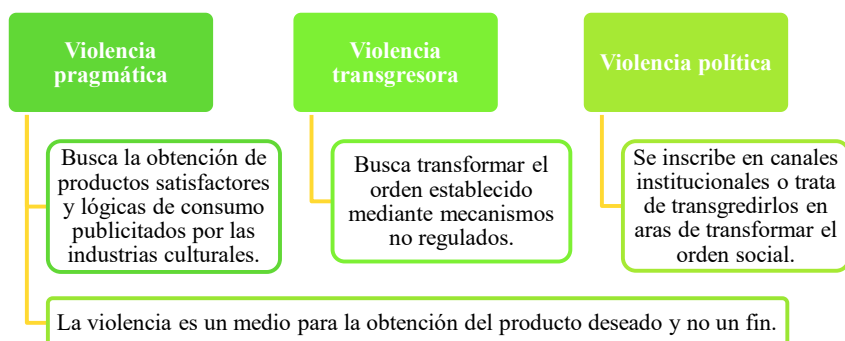 Violencia
pragmática
Violencia
transgresora
Violencia política
Busca la obtención de
productos satisfactores
y lógicas de consumo
publicitados por las
industrias culturales.
Busca transformar el
orden establecido
mediante mecanismos
no regulados.
Se inscribe en canales
institucionales o trata
de transgredirlos en
aras de transformar el
orden social.
La violencia es un medio para la obtención del producto deseado y no un fin.